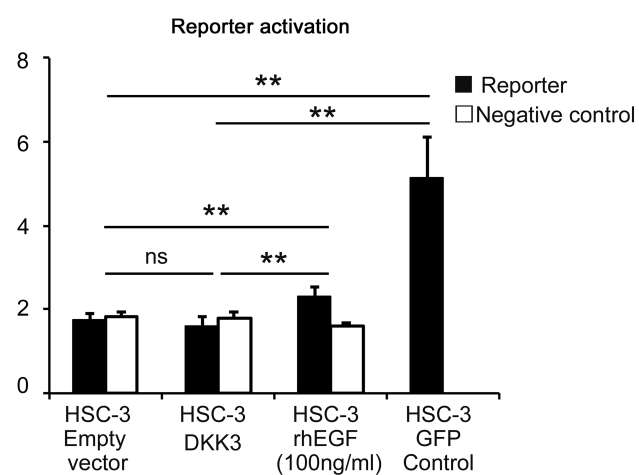 Reporter activation
8
6
4
2
0
**
**
**
ns
**
Reporter
Negative control
HSC-3
Empty
vector
HSC-3
DKK3
HSC-3
rhEGF
(100ng/ml)
HSC-3
GFP
Control